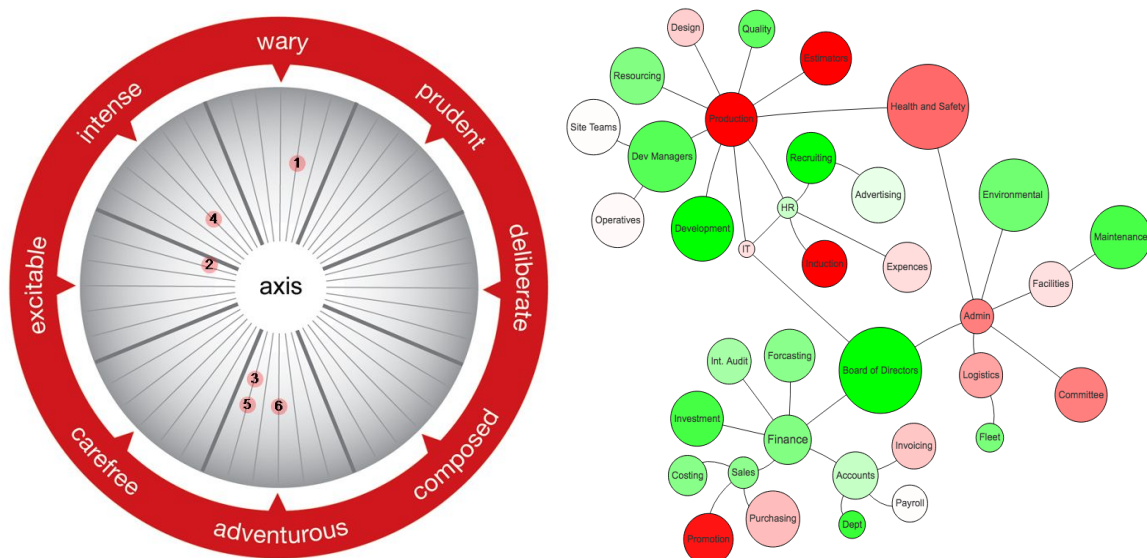 wary
prudent
deliberate
composed
adventurous
carefree
excitable
intense
axis
1
4
2
3
5
6
Design
Quality
Estimators
Resourcing
Health and Safety
Production
Site Teams
Dev Managers
Recruiting
Advertising
Environmental
HR
Operatives
Development
Maintenance
IT
Induction
Expences
Facilities
Admin
Int. Audit
Forcasting
Board of Directors
Logistics
Committee
Investment
Finance
Fleet
Invoicing
Costing
Sales
Accounts
Payroll
Purchasing
Dept
Promotion